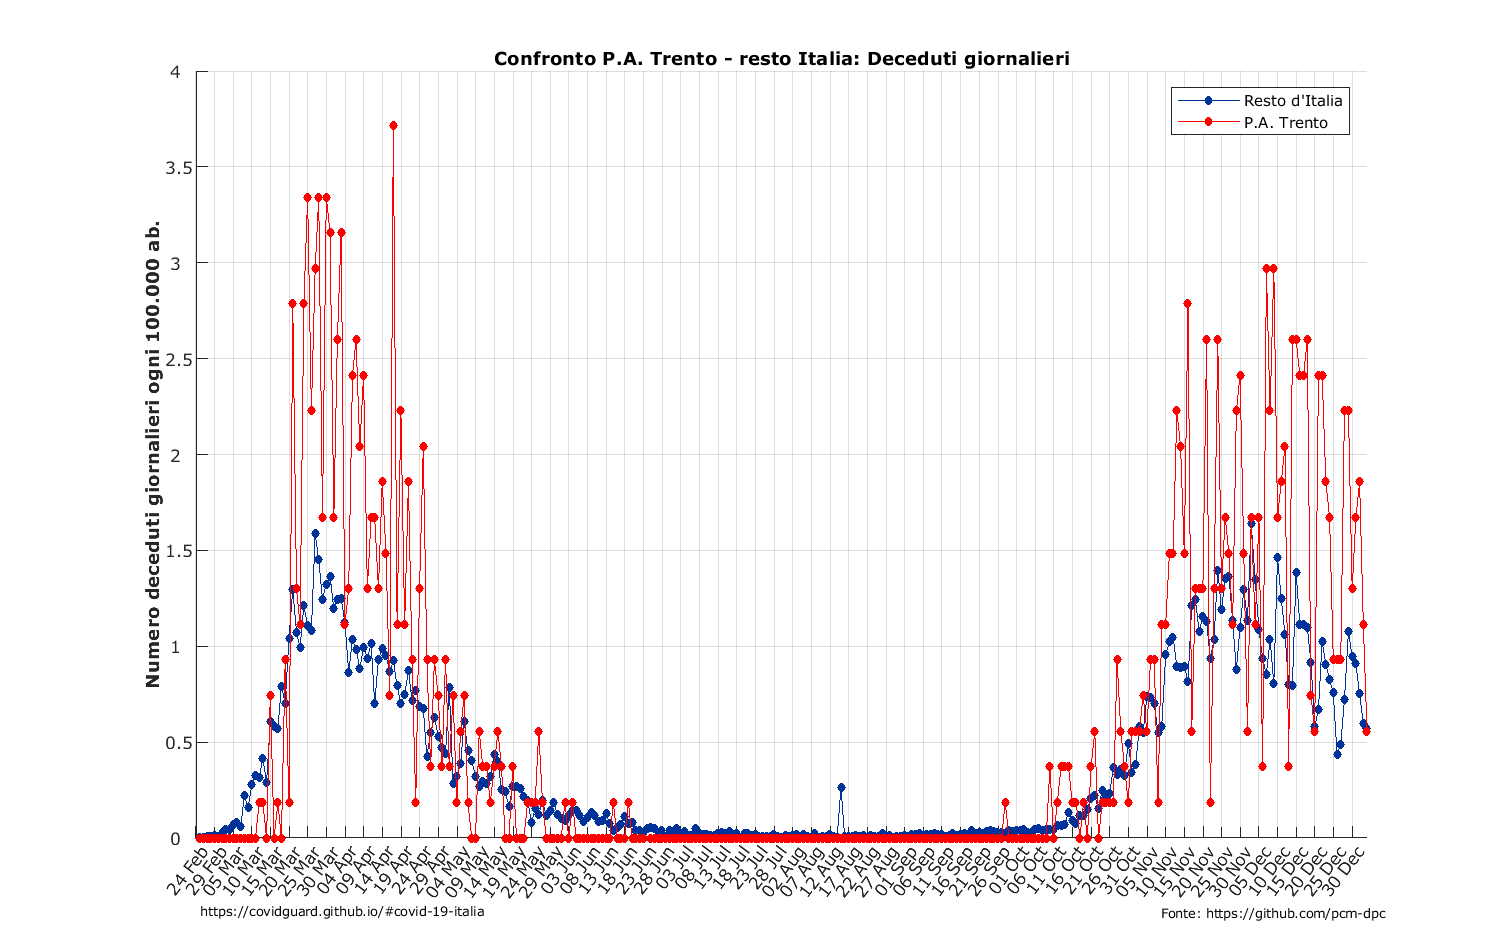 Confronto P.A. Trento - resto Italia: Deceduti giornalieri
Resto d'Italia
P.A. Trento
Numero deceduti giornalieri ogni 100.000 ab.
4
3.5
3
2.5
2
1.5
1
0.5
0
24 Feb
29 Feb
05 Mar
10 Mar
15 Mar
20 Mar
25 Mar
30 Mar
04 Apr
09 Apr
14 Apr
19 Apr
24 Apr
29 Apr
04 May
09 May
14 May
19 May
24 May
29 May
03 Jun
08 Jun
13 Jun
18 Jun
23 Jun
28 Jun
03 Jul
08 Jul
13 Jul
18 Jul
23 Jul
28 Jul
02 Aug
07 Aug
12 Aug
17 Aug
22 Aug
27 Aug
01 Sep
06 Sep
11 Sep
16 Sep
21 Sep
26 Sep
01 Oct
06 Oct
11 Oct
16 Oct
21 Oct
26 Oct
31 Oct
05 Nov
10 Nov
15 Nov
20 Nov
25 Nov
30 Nov
05 Dec
10 Dec
15 Dec
20 Dec
25 Dec
30 Dec
https://covidguard.github.io/#covid-19-italia
Fonte: https://github.com/pcm-dpc